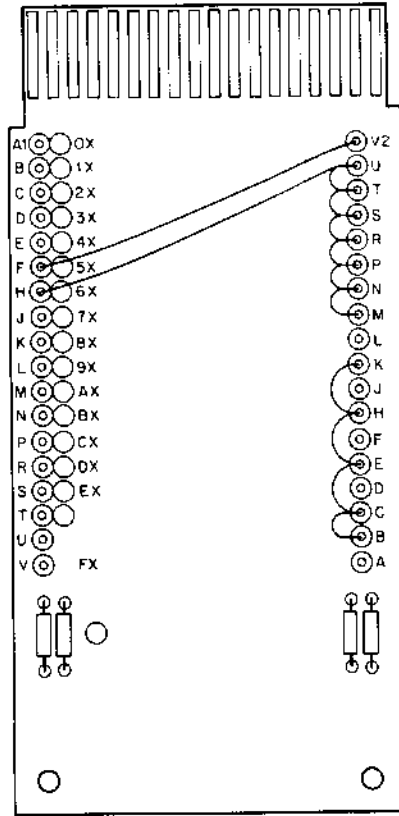 A1 0X V2
B 1X U
C 2X T
D 3X S
E 4X R
F 5X P
H 6X N
J 7X M
K 8X L
L 9X K
M AX J
N BX H
P CX F
R DX E
S EX D
T C
U B
V FX A